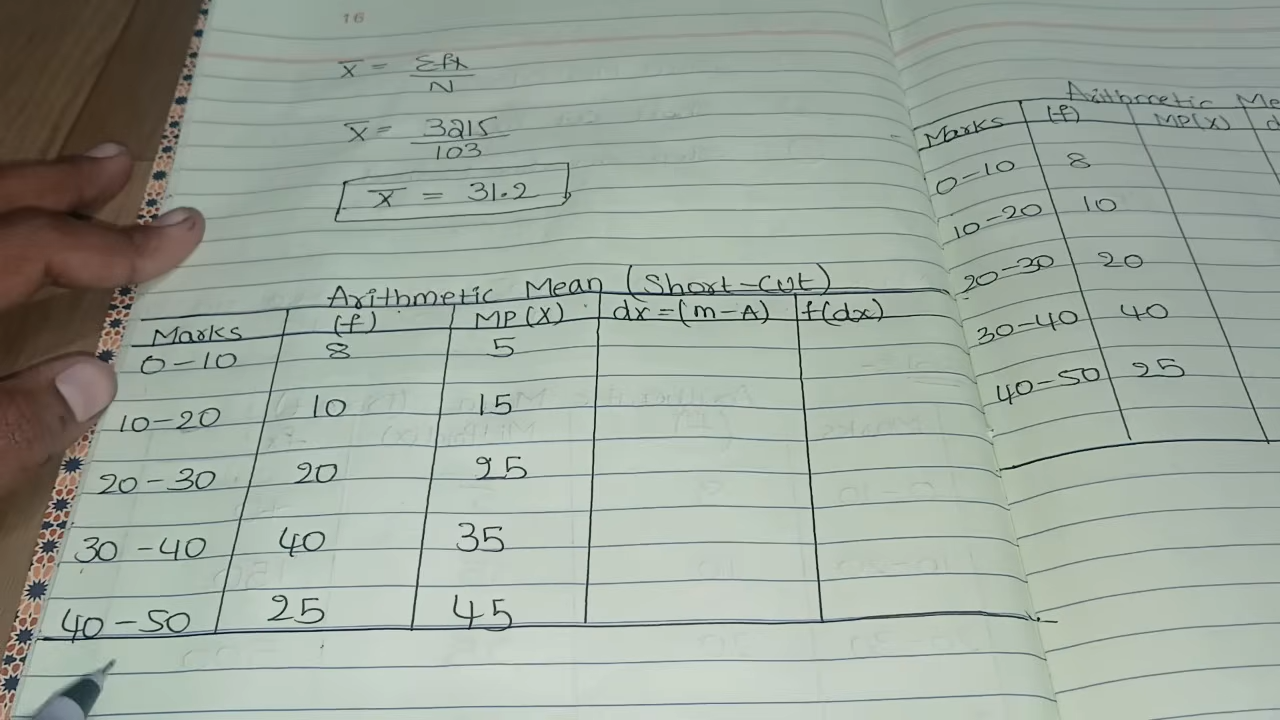 16
x̄ = Σfx
N
x̄ = 3215
103
x̄ = 31.2
Arithmetic Mean (Short-Cut)
Marks (f) MP(X) dx=(m-A) f(dx)
0-10 8 5
10-20 10 15
20-30 20 25
30-40 40 35
40-50 25 45
Arithmetic Me
Marks (f) MP(X) d
0-10 8
10-20 10
20-30 20
30-40 40
40-50 25